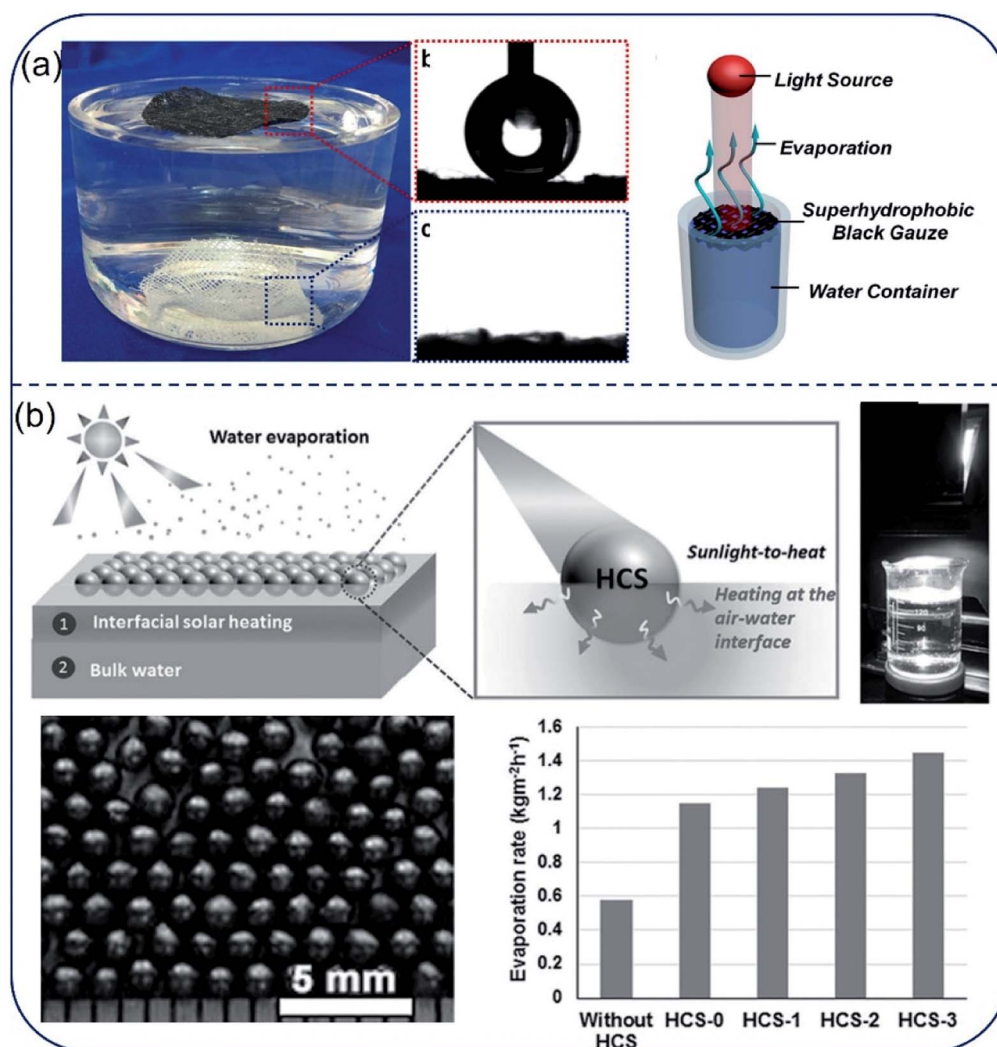 (a)
b
c
Light Source
Evaporation
Superhydrophobic
Black Gauze
Water Container
(b)
Water evaporation
1 Interfacial solar heating
2 Bulk water
HCS
Sunlight-to-heat
Heating at the
air-water
interface
5 mm
Evaporation rate (kgm-2h-1)
1.6
1.4
1.2
1
0.8
0.6
0.4
0.2
0
Without
HCS
HCS-0
HCS-1
HCS-2
HCS-3